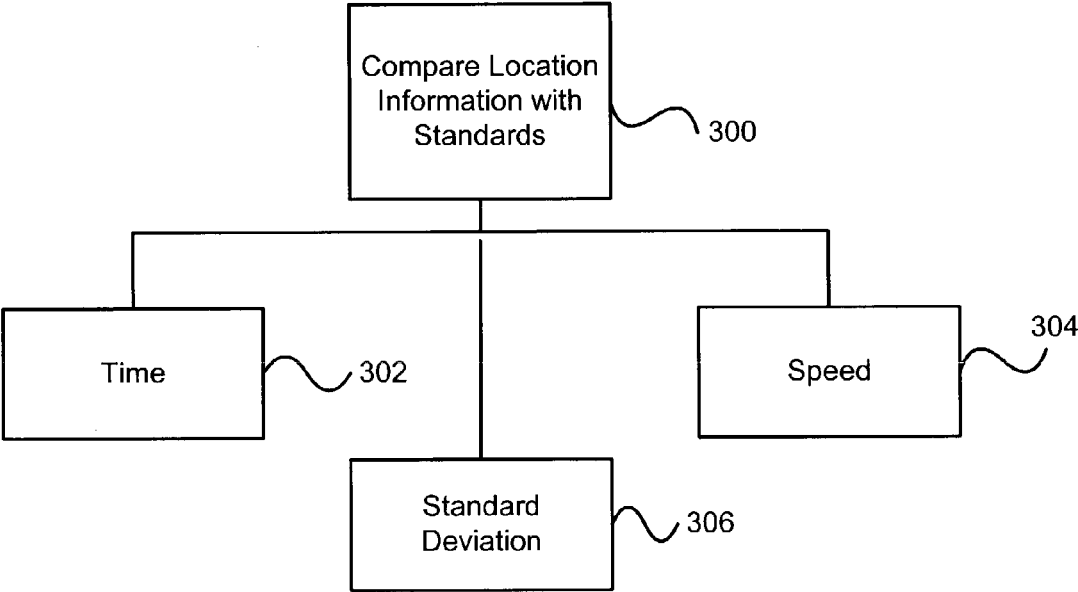 Compare Location
Information with
Standards
300
Time
302
Speed
304
Standard
Deviation
306